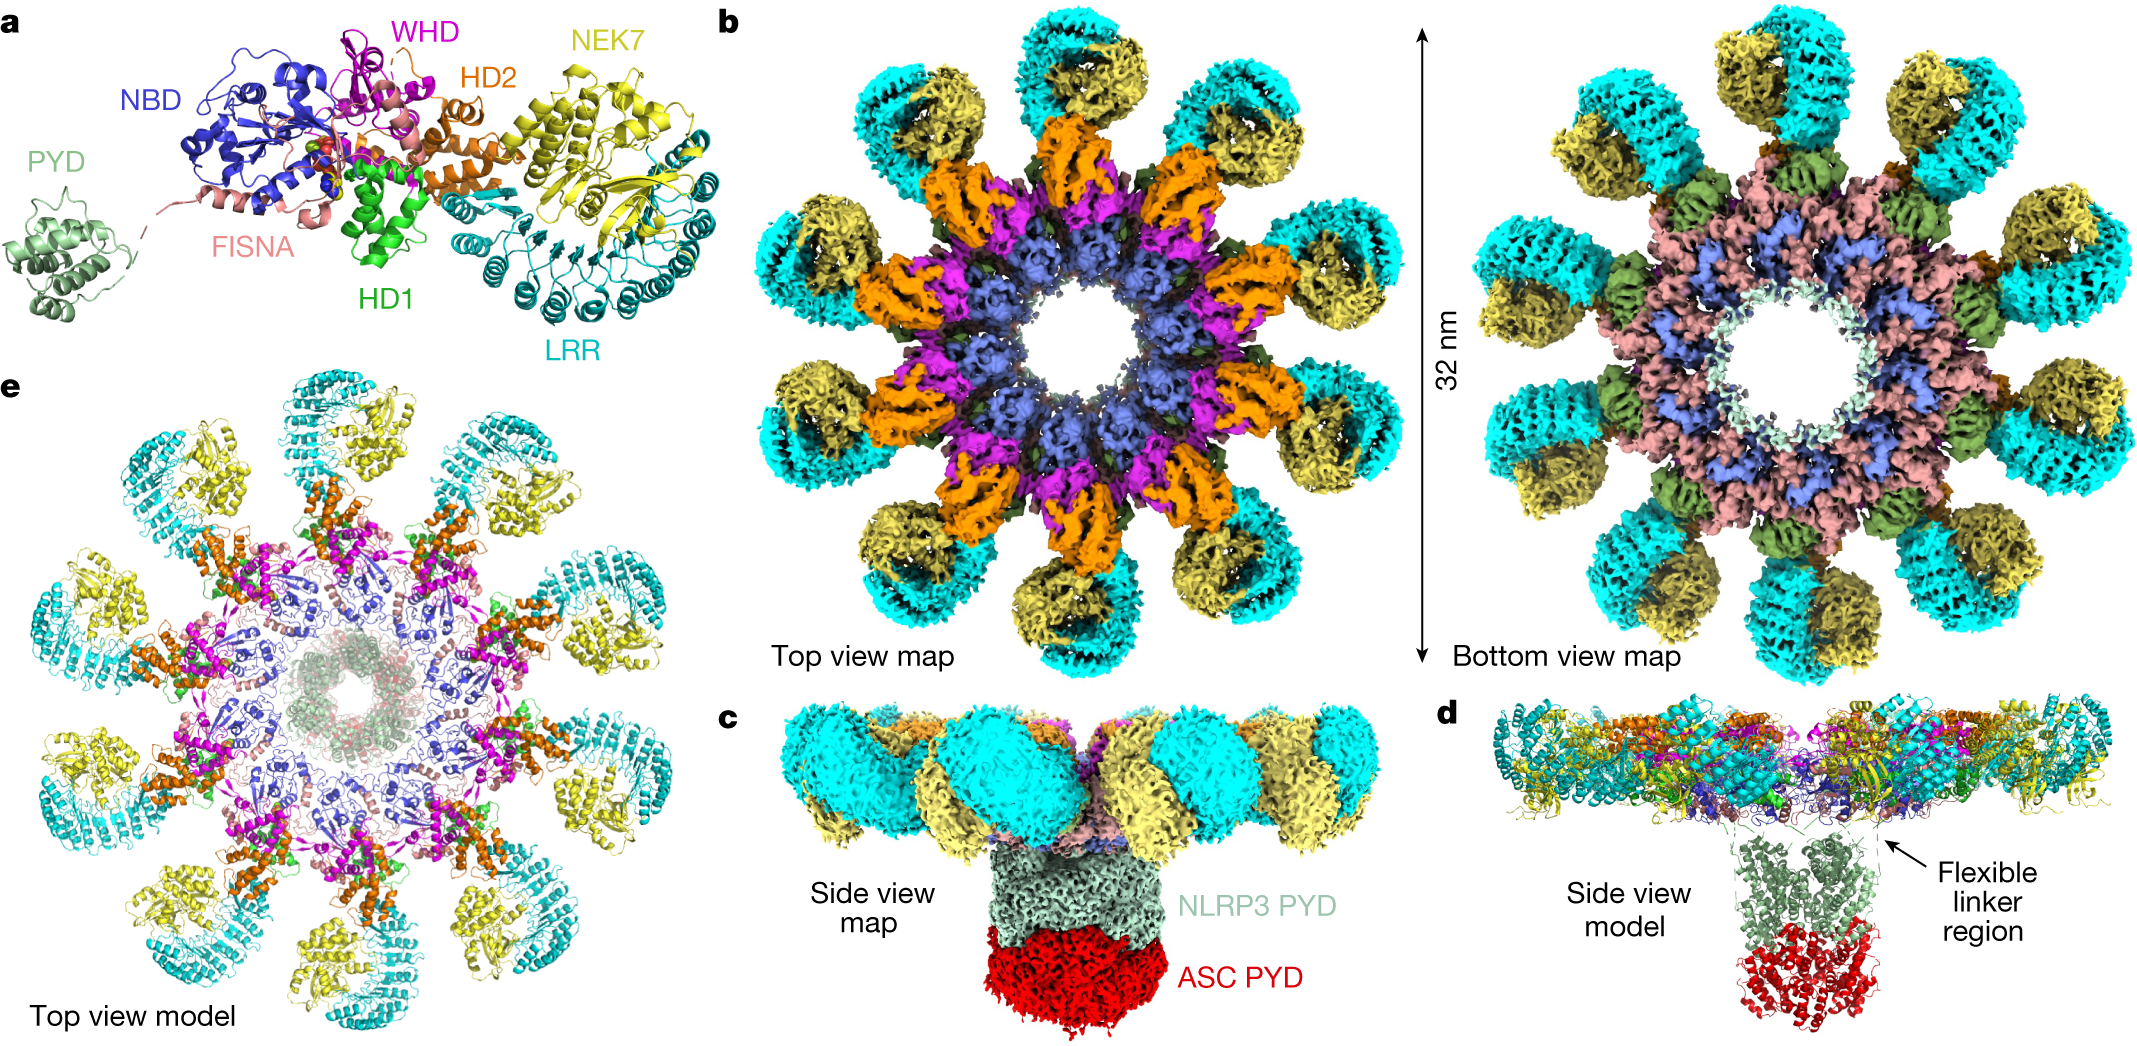 a
WHD
NEK7
HD2
NBD
PYD
FISNA
HD1
LRR
b
32 nm
Top view map
Bottom view map
c
Side view
map
NLRP3 PYD
ASC PYD
d
Side view
model
Flexible
linker
region
e
Top view model